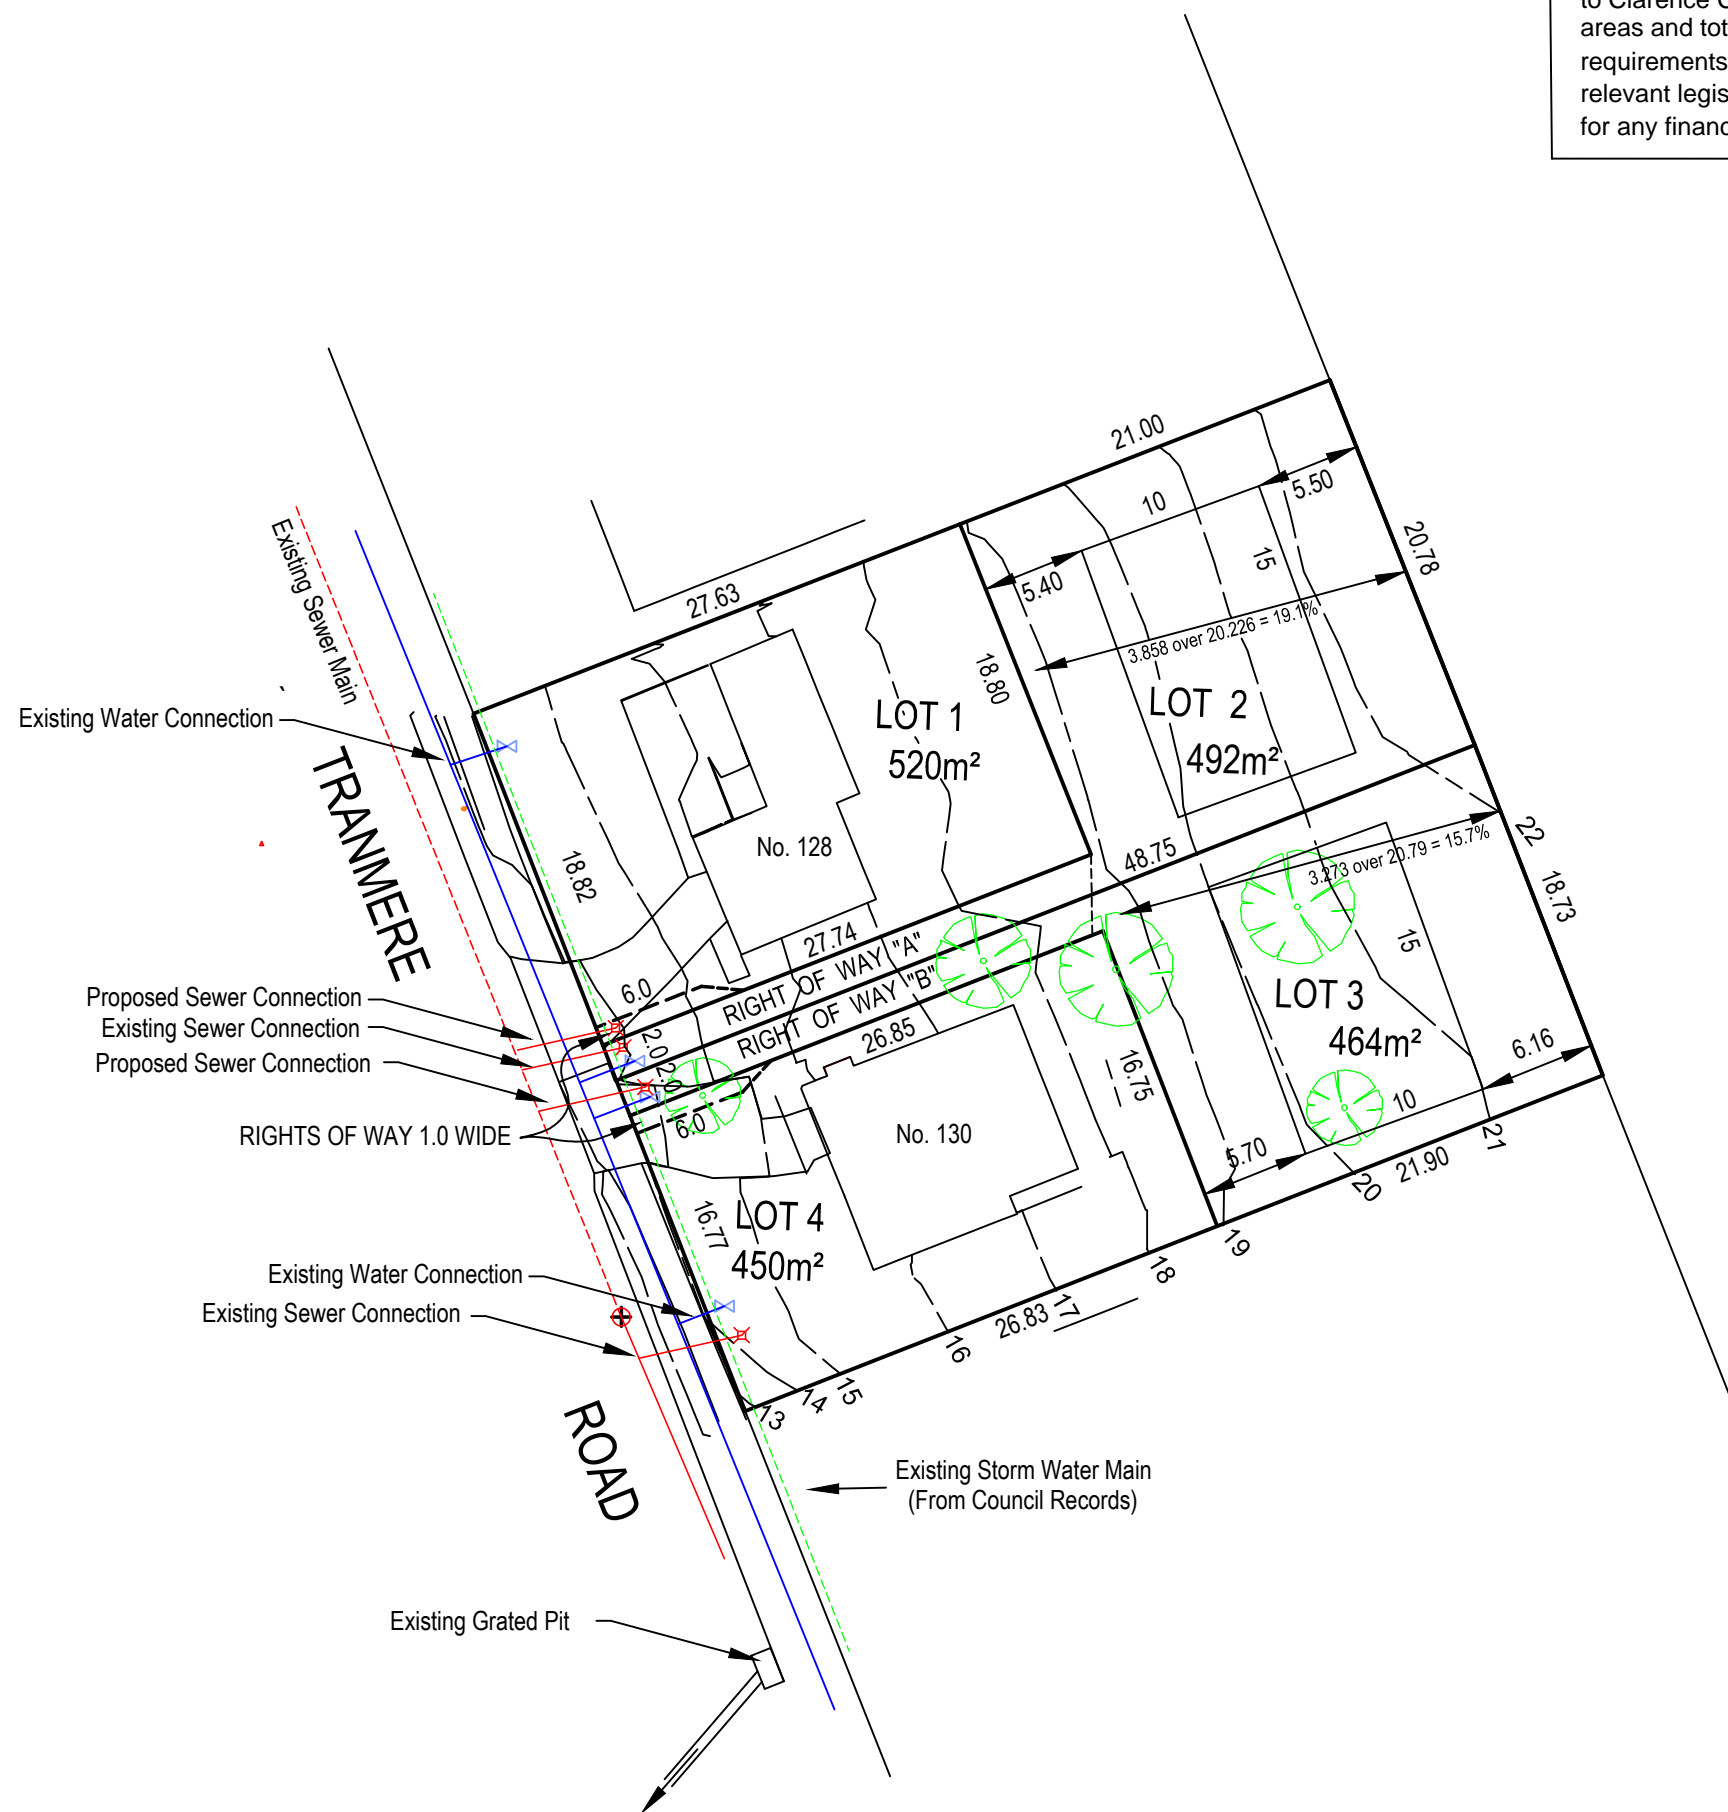 to Clarence
areas and
requirements
relevant
for any
21.00
10
5.50
20.78
15
5.40
27.63
3.858 over 20.226 = 19.1%
18.80
Existing Sewer Main
LOT 1
520m²
LOT 2
492m²
Existing Water Connection
TRANMERE
No. 128
18.82
48.75
22
3.273 over 20.79 = 15.7%
18.73
27.74
RIGHT OF WAY "A"
RIGHT OF WAY "B"
15
6.0
LOT 3
464m²
Proposed Sewer Connection
Existing Sewer Connection
Proposed Sewer Connection
2.0
2.0
26.85
16.75
6.16
10
RIGHTS OF WAY 1.0 WIDE
6.0
No. 130
21
5.70
21.90
20
16.77
LOT 4
450m²
19
18
Existing Water Connection
Existing Sewer Connection
17
26.83
16
15
14
13
ROAD
Existing Storm Water Main
(From Council Records)
Existing Grated Pit